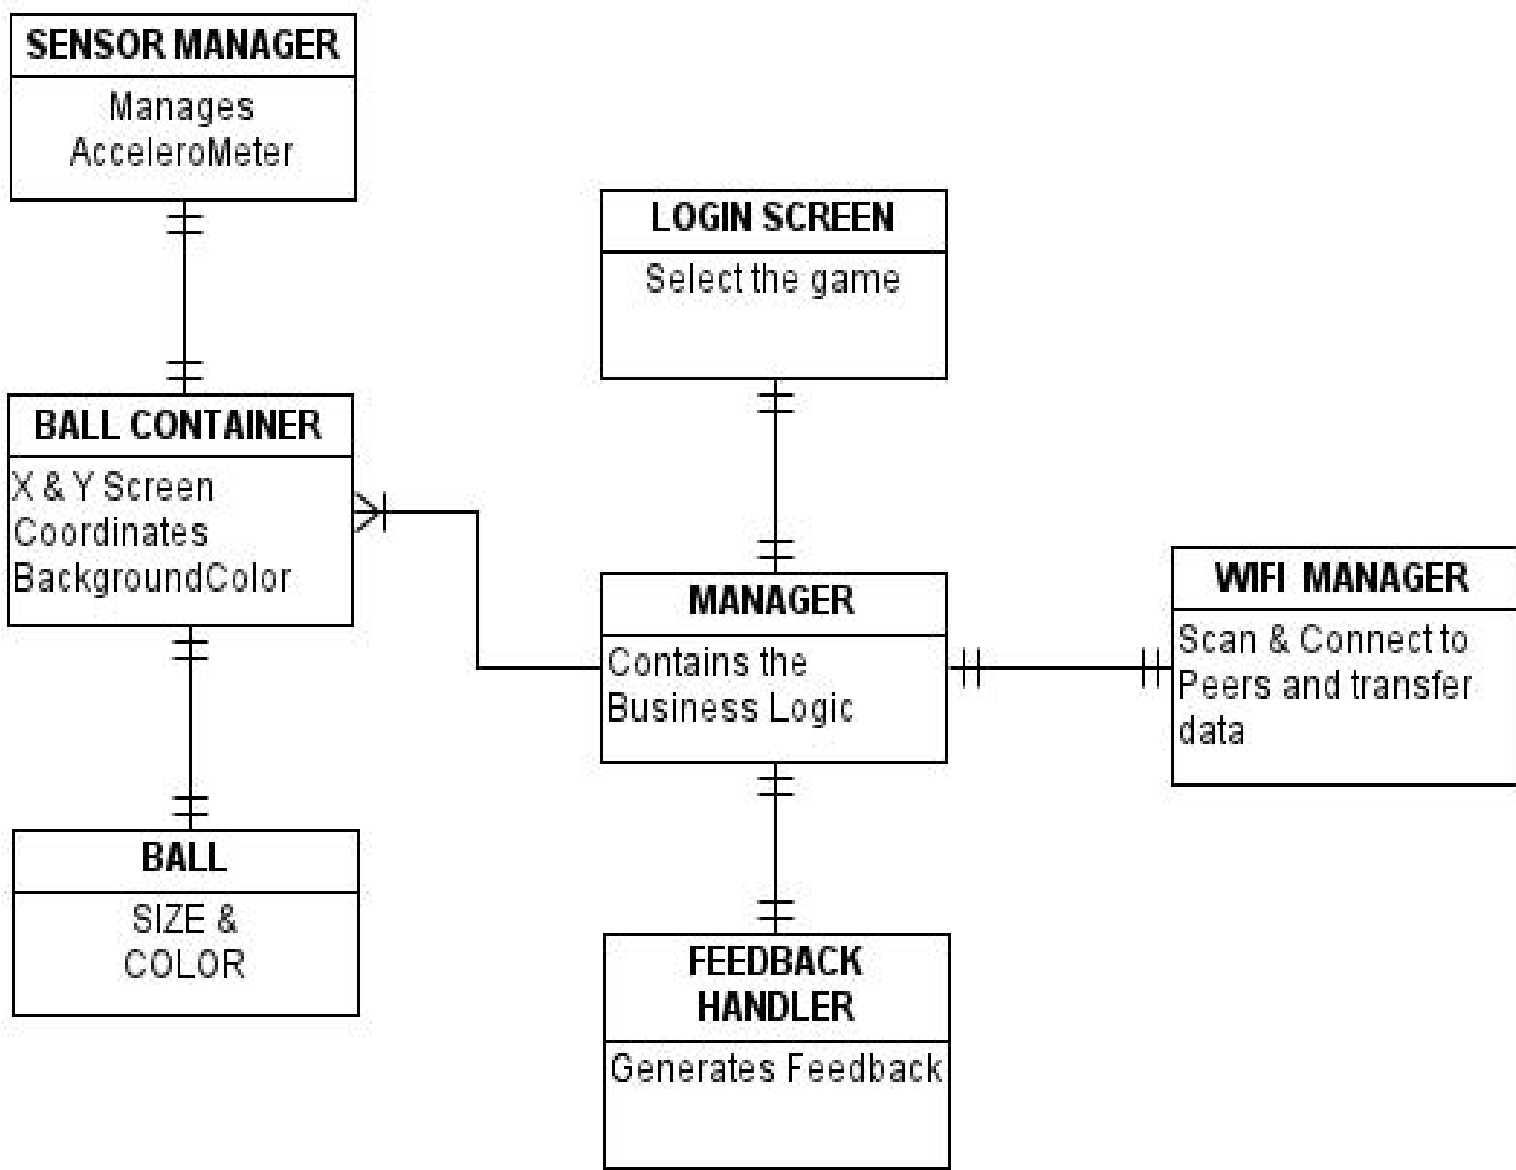 SENSOR MANAGER
Manages
AcceleroMeter
LOGIN SCREEN
Select the game
BALL CONTAINER
X & Y Screen
Coordinates
BackgroundColor
MANAGER
Contains the
Business Logic
WIFI MANAGER
Scan & Connect to
Peers and transfer
data
BALL
SIZE &
COLOR
FEEDBACK
HANDLER
Generates Feedback